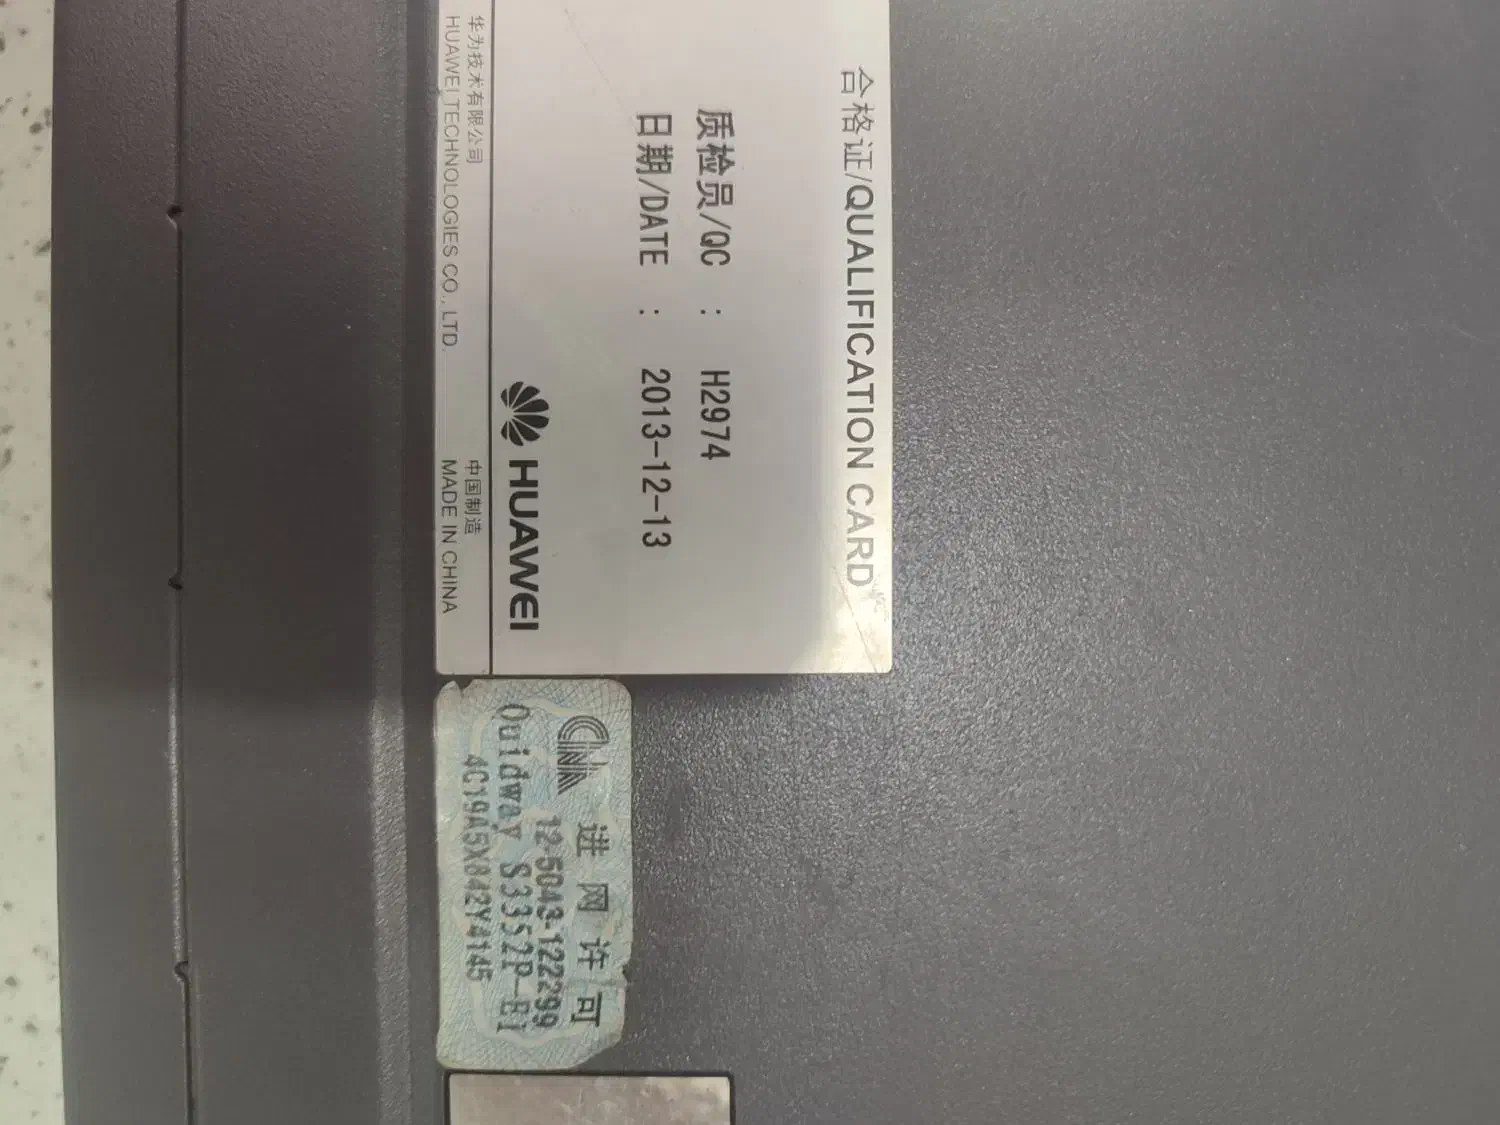 合格证/QUALIFICATION CARD
质检员/QC : H2974
日期/DATE : 2013-12-13
HUAWEI
华为技术有限公司 中国制造
HUAWEI TECHNOLOGIES CO., LTD. MADE IN CHINA
CNA 进网许可
12-5043-122299
Quidway S3352P-EI
4C19A5X842Y4145